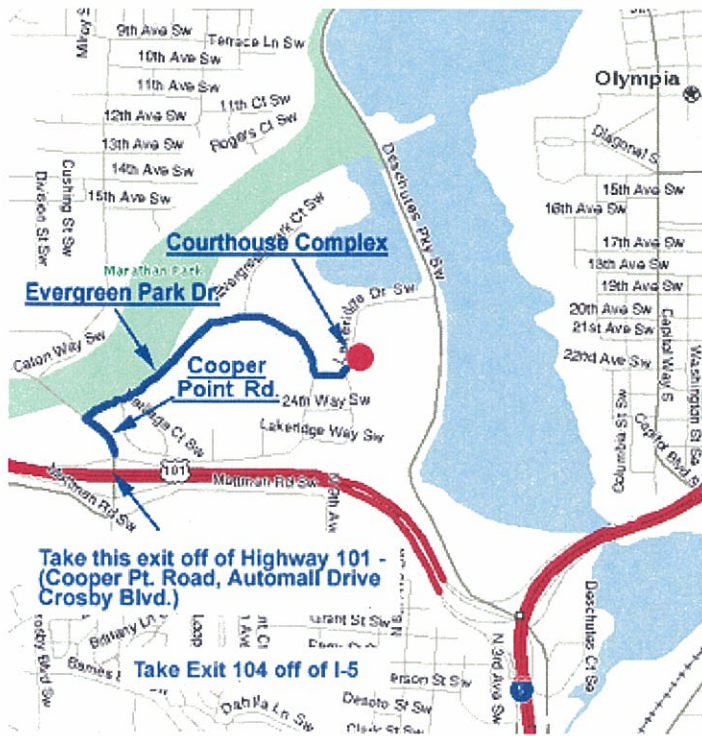 9th Ave Sw
Terrace Ln Sw
10th Ave Sw
11th Ave Sw
11th Ct Sw
12th Ave Sw
Rogers Ct Sw
13th Ave Sw
14th Ave Sw
15th Ave Sw
Cushing St Sw
Division St Sw
Olympia
Diagonal S
15th Ave Sw
16th Ave Sw
17th Ave Sw
18th Ave Sw
19th Ave Sw
20th Ave Sw
21st Ave Sw
22nd Ave Sw
Capitol Way S
Washington St Se
Columbia St Sw
Capitol Blvd S
Deschutes Pky Sw
Courthouse Complex
Marathan Park
Evergreen Park Dr.
Lakeridge Dr Sw
Caton Way Sw
Cooper
Point Rd.
24th Way Sw
Lakeridge Way Sw
101
Mottman Rd Sw
Mottman Rd Sw
Take this exit off of Highway 101 -
(Cooper Pt. Road, Automall Drive
Crosby Blvd.)
Brittany Ln
Loop
Grant St Sw
Take Exit 104 off of I-5
N 3rd Ave Sw
Deschutes Ct Se
5
Dahlia Ln Sw
Desoto St Sw
Clark St Sw